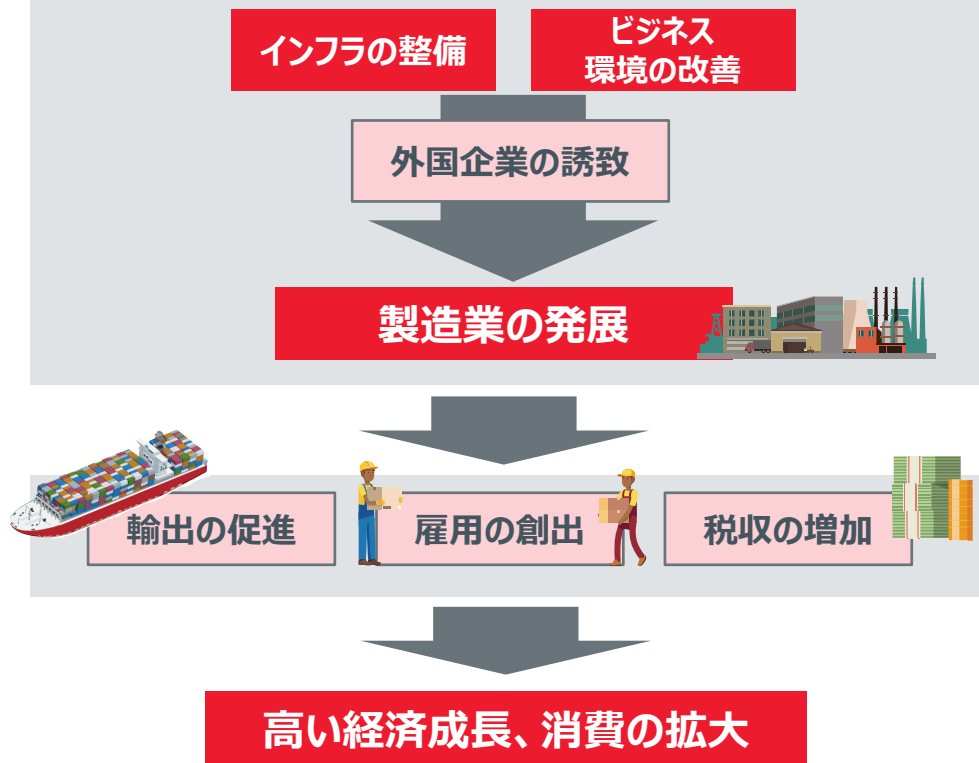 インフラの整備
ビジネス
環境の改善
外国企業の誘致
製造業の発展
輸出の促進
雇用の創出
税収の増加
高い経済成長、消費の拡大